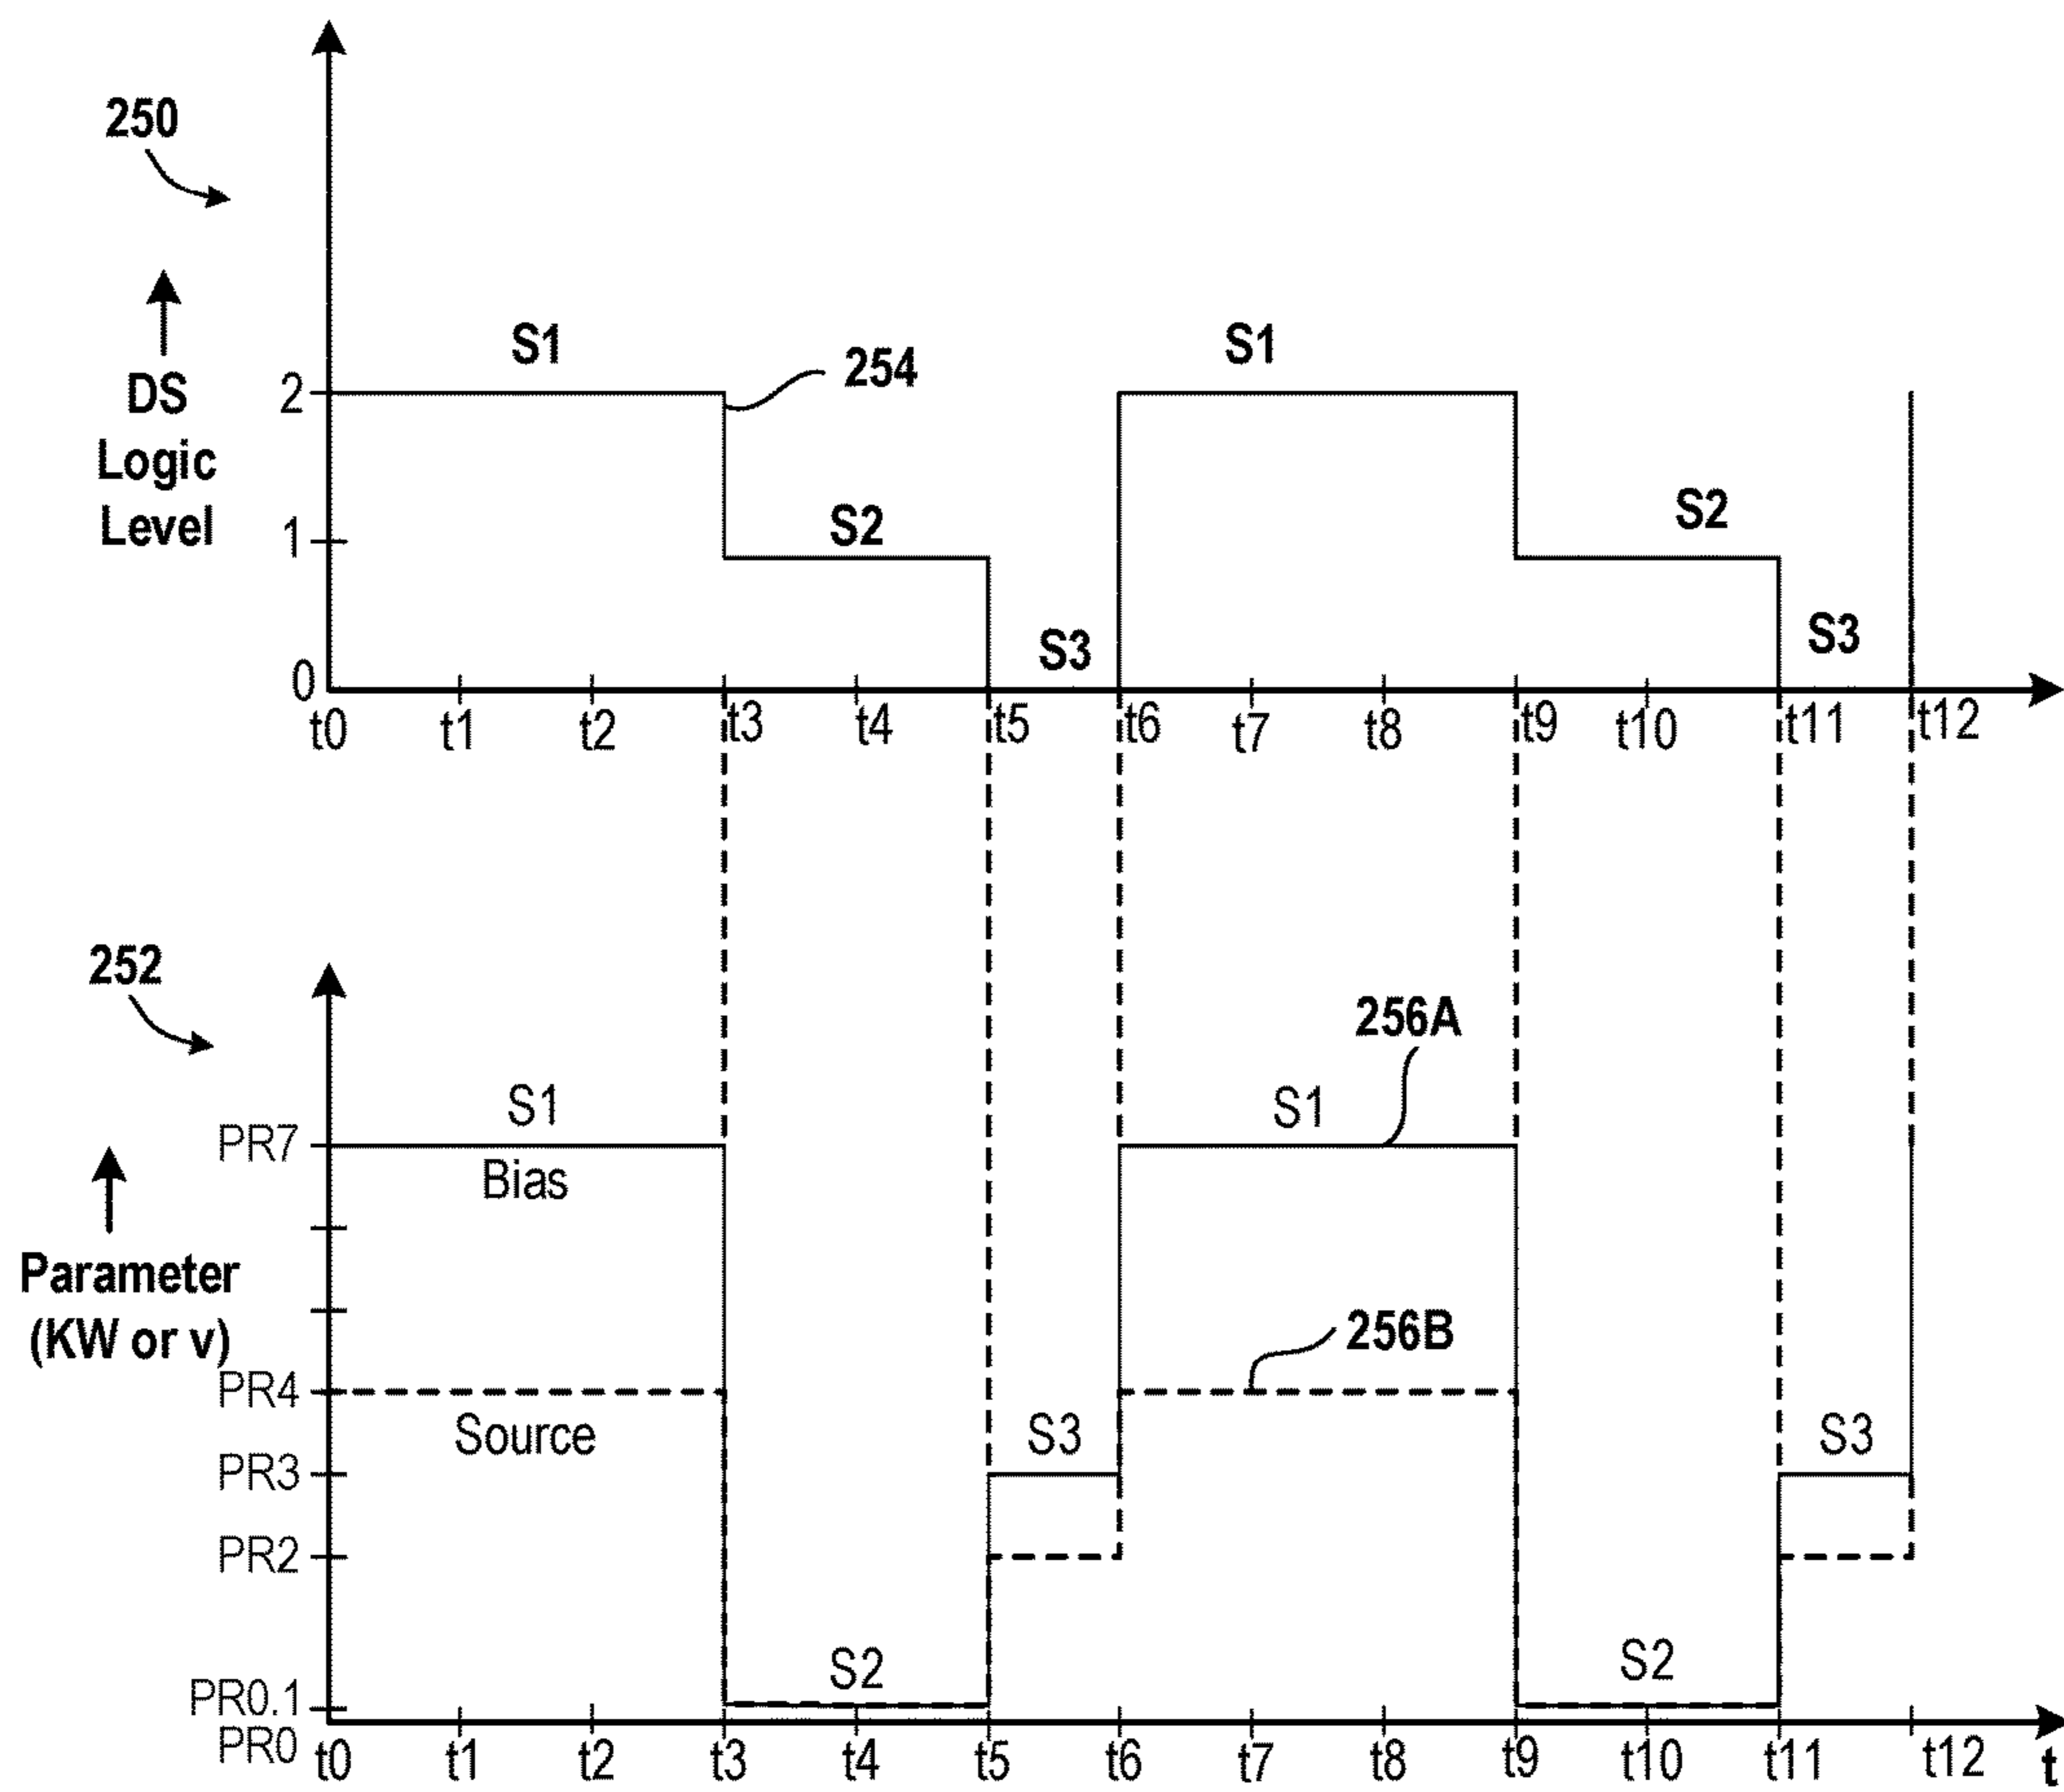 250
DS
Logic
Level
2
1
0
S1
254
S2
S3
S1
S2
S3
t0 t1 t2 t3 t4 t5 t6 t7 t8 t9 t10 t11 t12
252
Parameter
(KW or v)
PR7
PR4
PR3
PR2
PR0.1
PR0
S1
Bias
Source
S2
S3
256A
S1
256B
S2
S3
t0 t1 t2 t3 t4 t5 t6 t7 t8 t9 t10 t11 t12 t